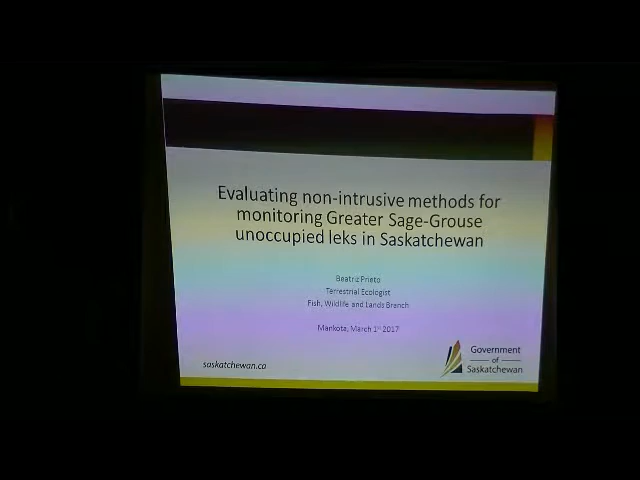 Evaluating non-intrusive methods for
monitoring Greater Sage-Grouse
unoccupied leks in Saskatchewan
Beatriz Prieto
Terrestrial Ecologist
Fish, Wildlife and Lands Branch
Mankota, March 1st 2017
saskatchewan.ca
Government
of
Saskatchewan